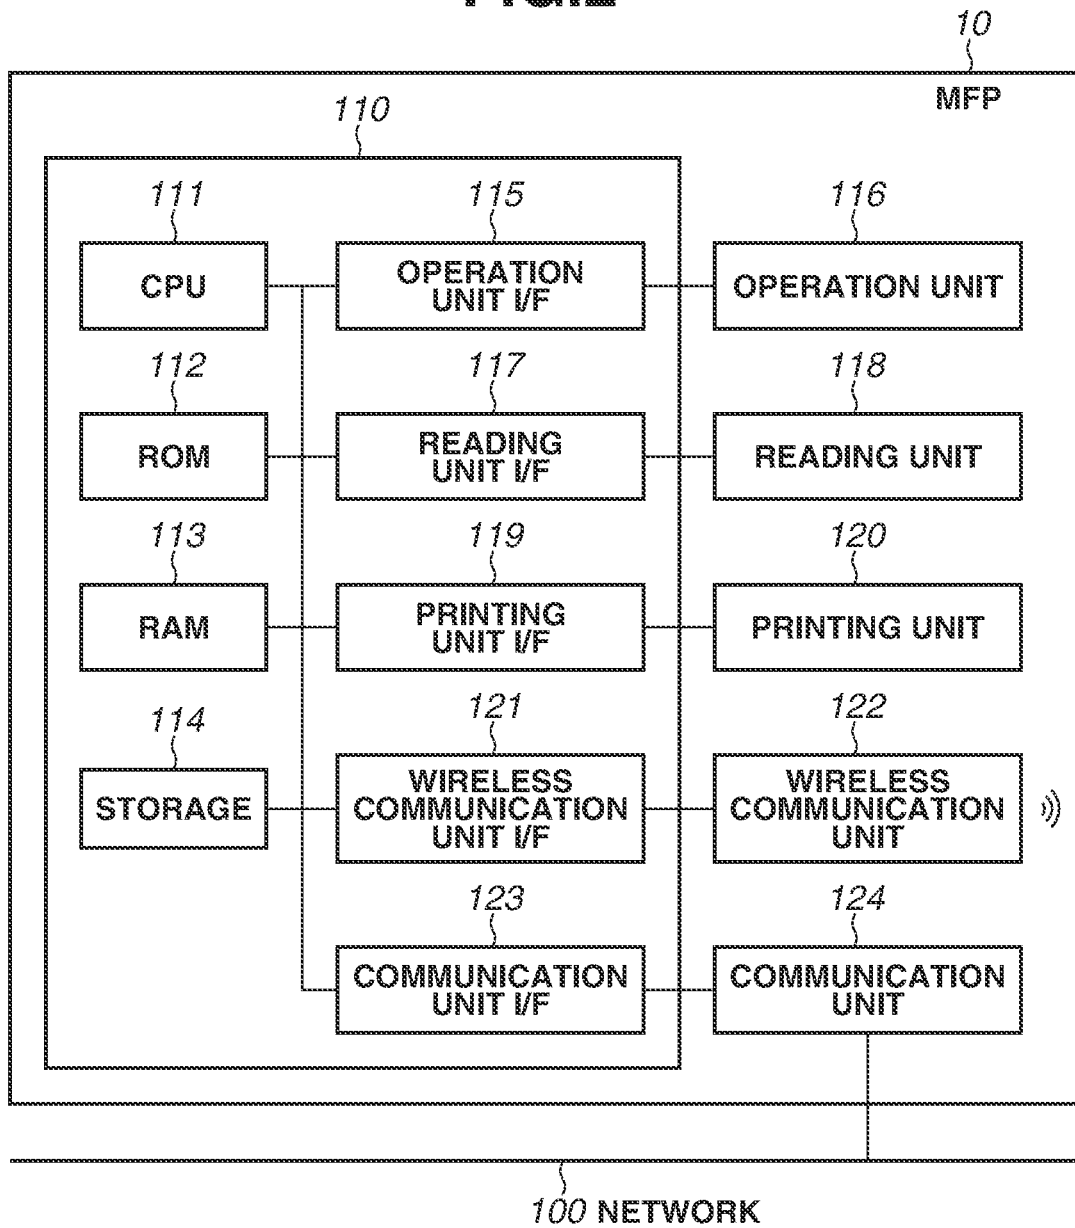 10
MFP
110
111
115
116
CPU
OPERATION
UNIT I/F
OPERATION UNIT
112
117
118
ROM
READING
UNIT I/F
READING UNIT
113
119
120
RAM
PRINTING
UNIT I/F
PRINTING UNIT
114
121
122
STORAGE
WIRELESS
COMMUNICATION
UNIT I/F
WIRELESS
COMMUNICATION
UNIT
123
124
COMMUNICATION
UNIT I/F
COMMUNICATION
UNIT
100 NETWORK